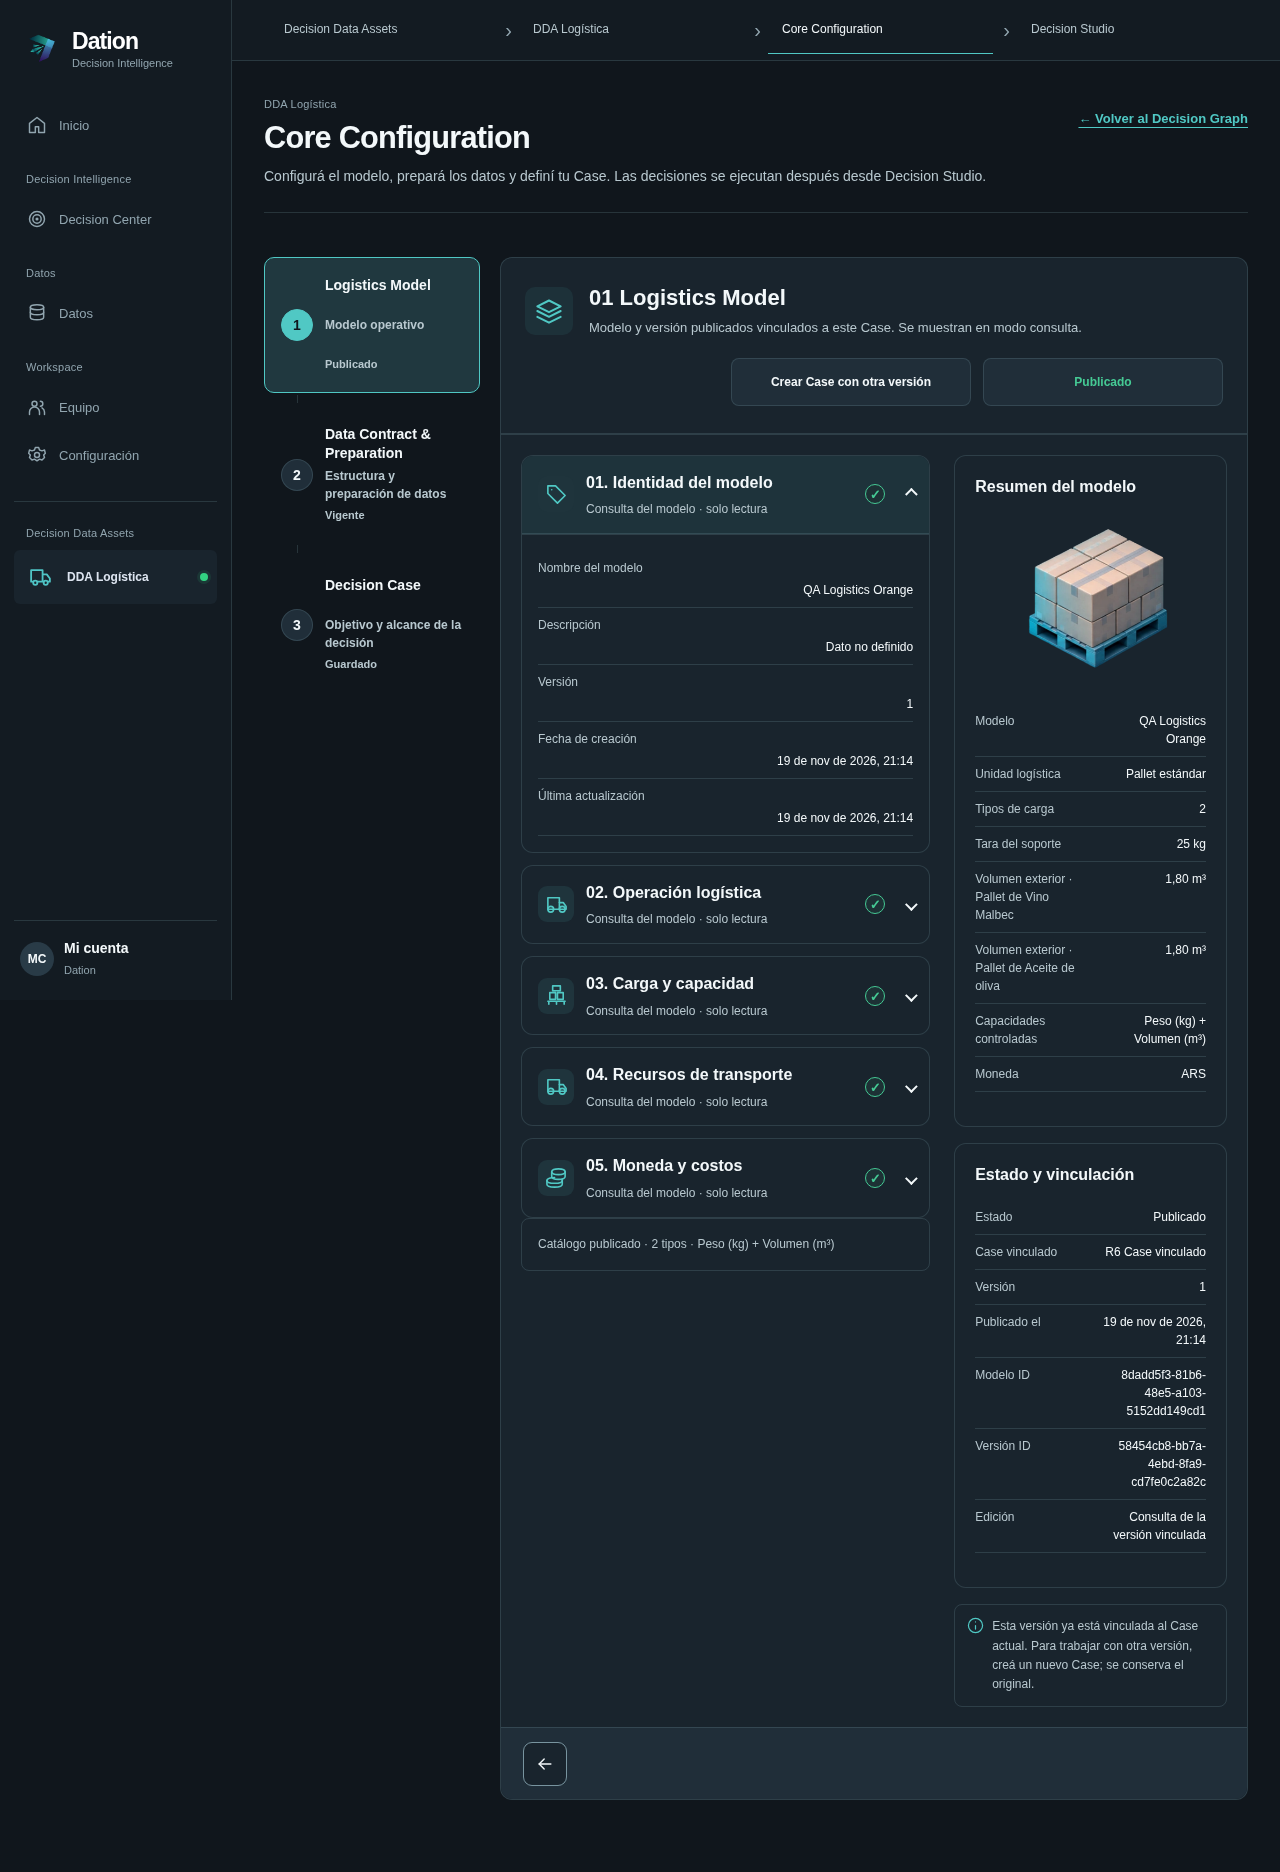 Dation
Decision Intelligence
Inicio
Decision Intelligence
Decision Center
Datos
Datos
Workspace
Equipo
Configuración
Decision Data Assets
DDA Logística
MC
Mi cuenta
Dation
Decision Data Assets
›
DDA Logística
›
Core Configuration
›
Decision Studio
DDA Logística
Core Configuration
Configurá el modelo, prepará los datos y definí tu Case. Las decisiones se ejecutan después desde Decision Studio.
← Volver al Decision Graph
1
Logistics Model
Modelo operativo
Publicado
2
Data Contract &
Preparation
Estructura y
preparación de datos
Vigente
3
Decision Case
Objetivo y alcance de la
decisión
Guardado
01 Logistics Model
Modelo y versión publicados vinculados a este Case. Se muestran en modo consulta.
Crear Case con otra versión
Publicado
01. Identidad del modelo
Consulta del modelo · solo lectura
Nombre del modelo
QA Logistics Orange
Descripción
Dato no definido
Versión
1
Fecha de creación
19 de nov de 2026, 21:14
Última actualización
19 de nov de 2026, 21:14
02. Operación logística
Consulta del modelo · solo lectura
03. Carga y capacidad
Consulta del modelo · solo lectura
04. Recursos de transporte
Consulta del modelo · solo lectura
05. Moneda y costos
Consulta del modelo · solo lectura
Catálogo publicado · 2 tipos · Peso (kg) + Volumen (m³)
Resumen del modelo
Modelo
QA Logistics
Orange
Unidad logística
Pallet estándar
Tipos de carga
2
Tara del soporte
25 kg
Volumen exterior ·
Pallet de Vino
Malbec
1,80 m³
Volumen exterior ·
Pallet de Aceite de
oliva
1,80 m³
Capacidades
controladas
Peso (kg) +
Volumen (m³)
Moneda
ARS
Estado y vinculación
Estado
Publicado
Case vinculado
R6 Case vinculado
Versión
1
Publicado el
19 de nov de 2026,
21:14
Modelo ID
8dadd5f3-81b6-
48e5-a103-
5152dd149cd1
Versión ID
58454cb8-bb7a-
4ebd-8fa9-
cd7fe0c2a82c
Edición
Consulta de la
versión vinculada
Esta versión ya está vinculada al Case
actual. Para trabajar con otra versión,
creá un nuevo Case; se conserva el
original.